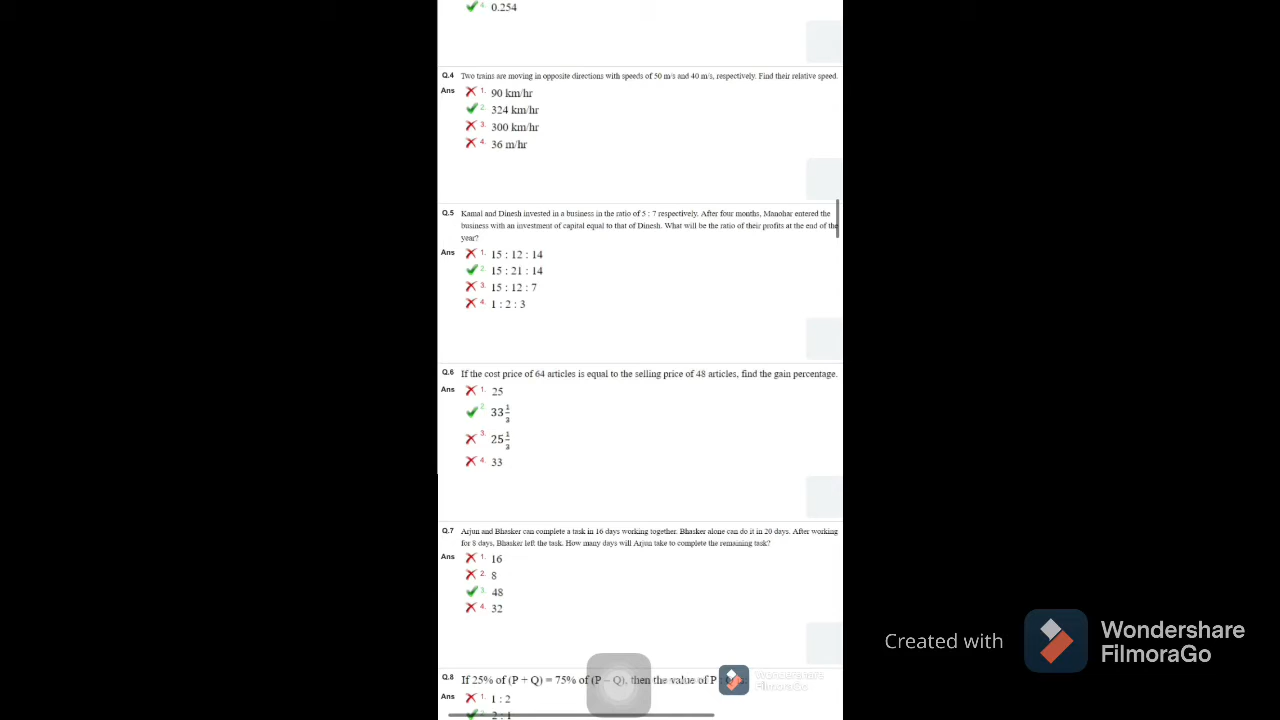 4. 0.254
Q.4 Two trains are moving in opposite directions with speeds of 50 m/s and 40 m/s, respectively. Find their relative speed.
Ans 1. 90 km/hr
2. 324 km/hr
3. 300 km/hr
4. 36 m/hr
Q.5 Kamal and Dinesh invested in a business in the ratio of 5 : 7 respectively. After four months, Manohar entered the
business with an investment of capital equal to that of Dinesh. What will be the ratio of their profits at the end of the
year?
Ans 1. 15 : 12 : 14
2. 15 : 21 : 14
3. 15 : 12 : 7
4. 1 : 2 : 3
Q.6 If the cost price of 64 articles is equal to the selling price of 48 articles, find the gain percentage.
Ans 1. 25
2. 33 1/3
3. 25 1/3
4. 33
Q.7 Arjun and Bhasker can complete a task in 16 days working together. Bhasker alone can do it in 20 days. After working
for 8 days, Bhasker left the task. How many days will Arjun take to complete the remaining task?
Ans 1. 16
2. 8
3. 48
4. 32
Q.8 If 25% of (P + Q) = 75% of (P – Q), then the value of P
Ans 1. 1 : 2
2. 2 : 1
Created with Wondershare
FilmoraGo
Wondershare
FilmoraGo